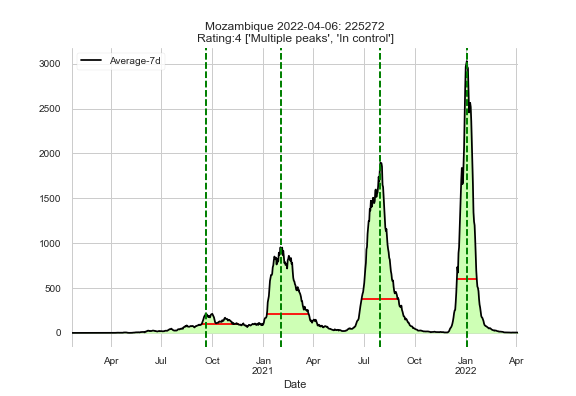 Mozambique 2022-04-06: 225272
Rating:4 ['Multiple peaks', 'In control']
Average-7d
3000
2500
2000
1500
1000
500
0
Apr Jul Oct Jan Apr Jul Oct Jan Apr
2021 2022
Date